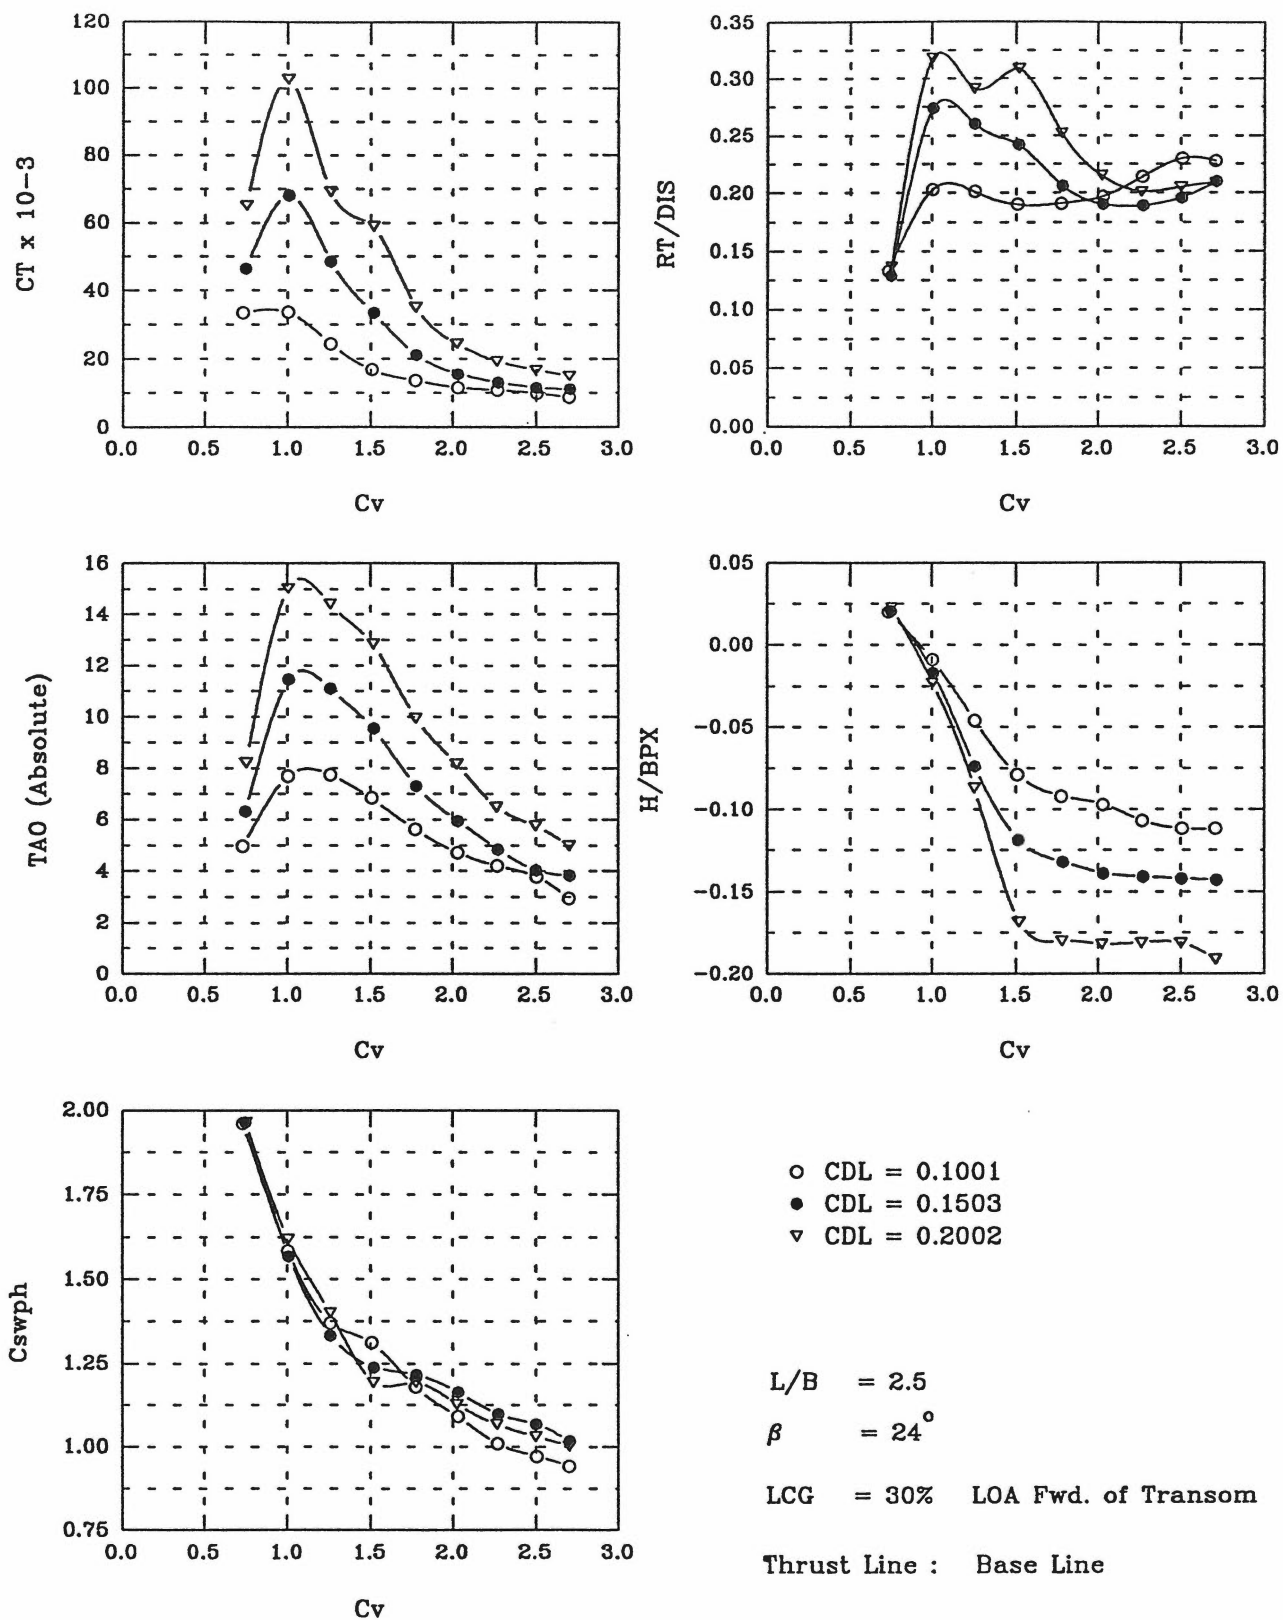 120
100
80
60
40
20
0
CT x 10-3
0.0 0.5 1.0 1.5 2.0 2.5 3.0
Cv
0.35
0.30
0.25
0.20
0.15
0.10
0.05
0.00
RT/DIS
0.0 0.5 1.0 1.5 2.0 2.5 3.0
Cv
16
14
12
10
8
6
4
2
0
TAO (Absolute)
0.0 0.5 1.0 1.5 2.0 2.5 3.0
Cv
0.05
0.00
-0.05
-0.10
-0.15
-0.20
H/BPX
0.0 0.5 1.0 1.5 2.0 2.5 3.0
Cv
2.00
1.75
1.50
1.25
1.00
0.75
Cswph
0.0 0.5 1.0 1.5 2.0 2.5 3.0
Cv
CDL = 0.1001
CDL = 0.1503
CDL = 0.2002
L/B = 2.5
β = 24°
LCG = 30% LOA Fwd. of Transom
Thrust Line : Base Line